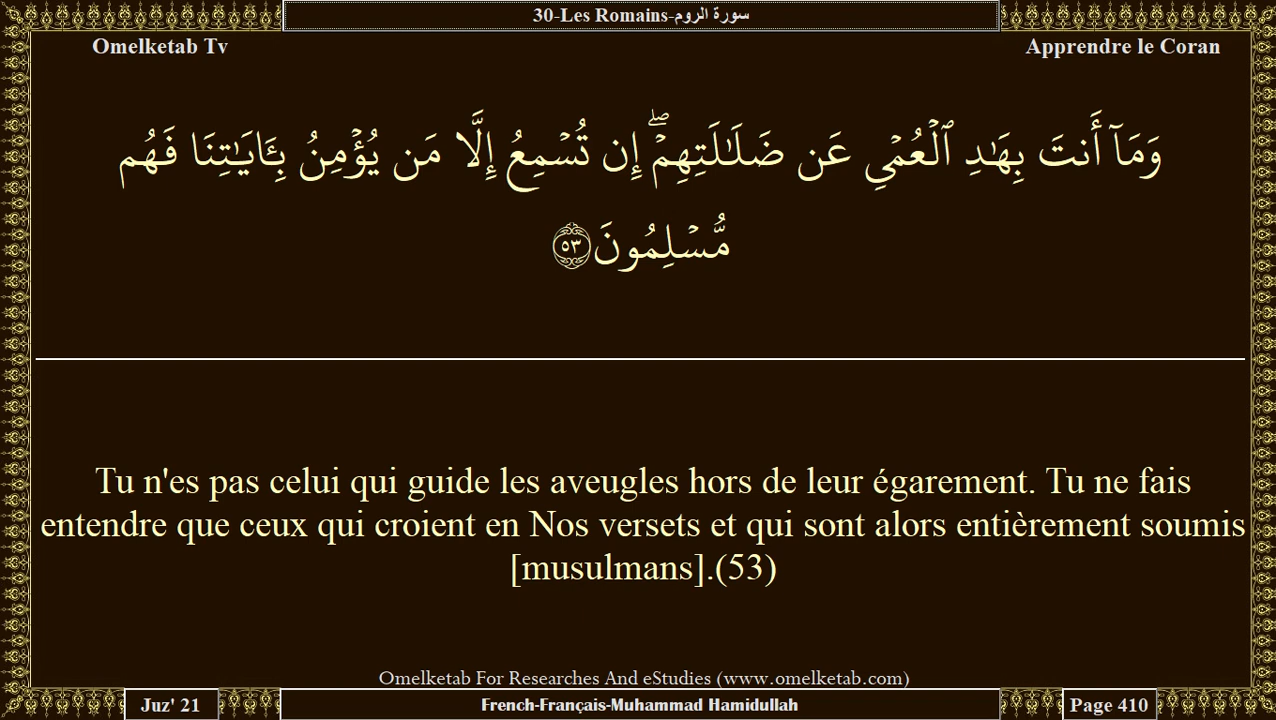 30-Les Romains-سورة الروم
Omelketab Tv
Apprendre le Coran
وَمَآ أَنتَ بِهَٰدِ ٱلْعُمْيِ عَن ضَلَٰلَتِهِمْ ۖ إِن تُسْمِعُ إِلَّا مَن يُؤْمِنُ بِـَٔايَٰتِنَا فَهُم
مُّسْلِمُونَ ٥٣
Tu n'es pas celui qui guide les aveugles hors de leur égarement. Tu ne fais
entendre que ceux qui croient en Nos versets et qui sont alors entièrement soumis
[musulmans].(53)
Omelketab For Researches And eStudies (www.omelketab.com)
Juz' 21
French-Français-Muhammad Hamidullah
Page 410